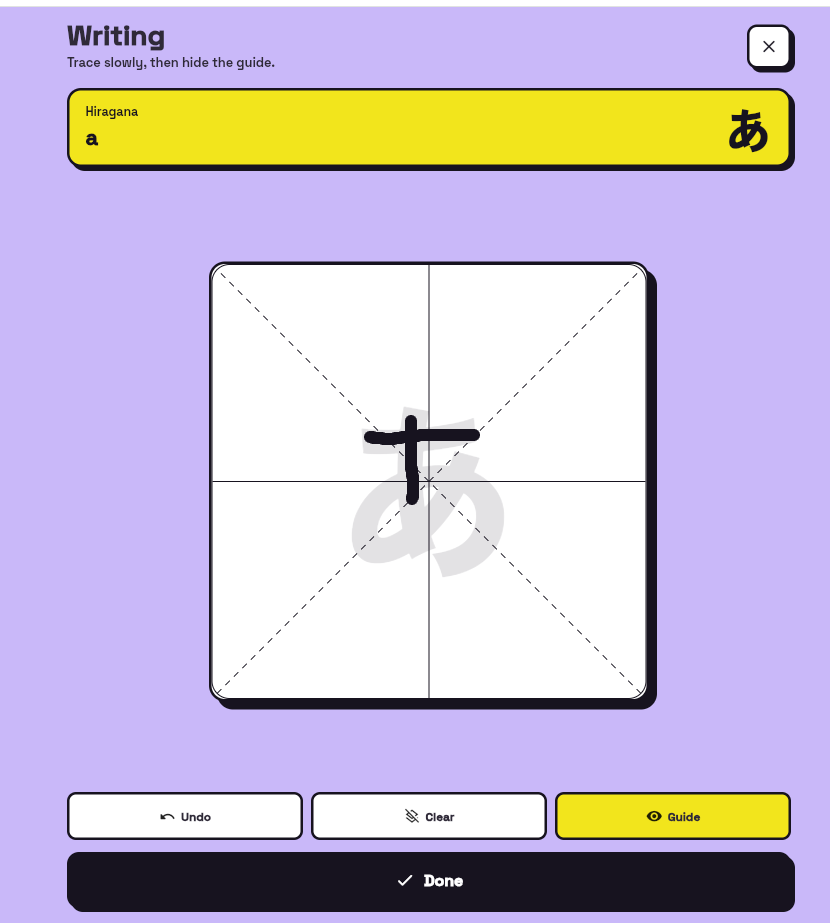 Writing
Trace slowly, then hide the guide.
Hiragana
a
あ
あ
Undo
Clear
Guide
Done